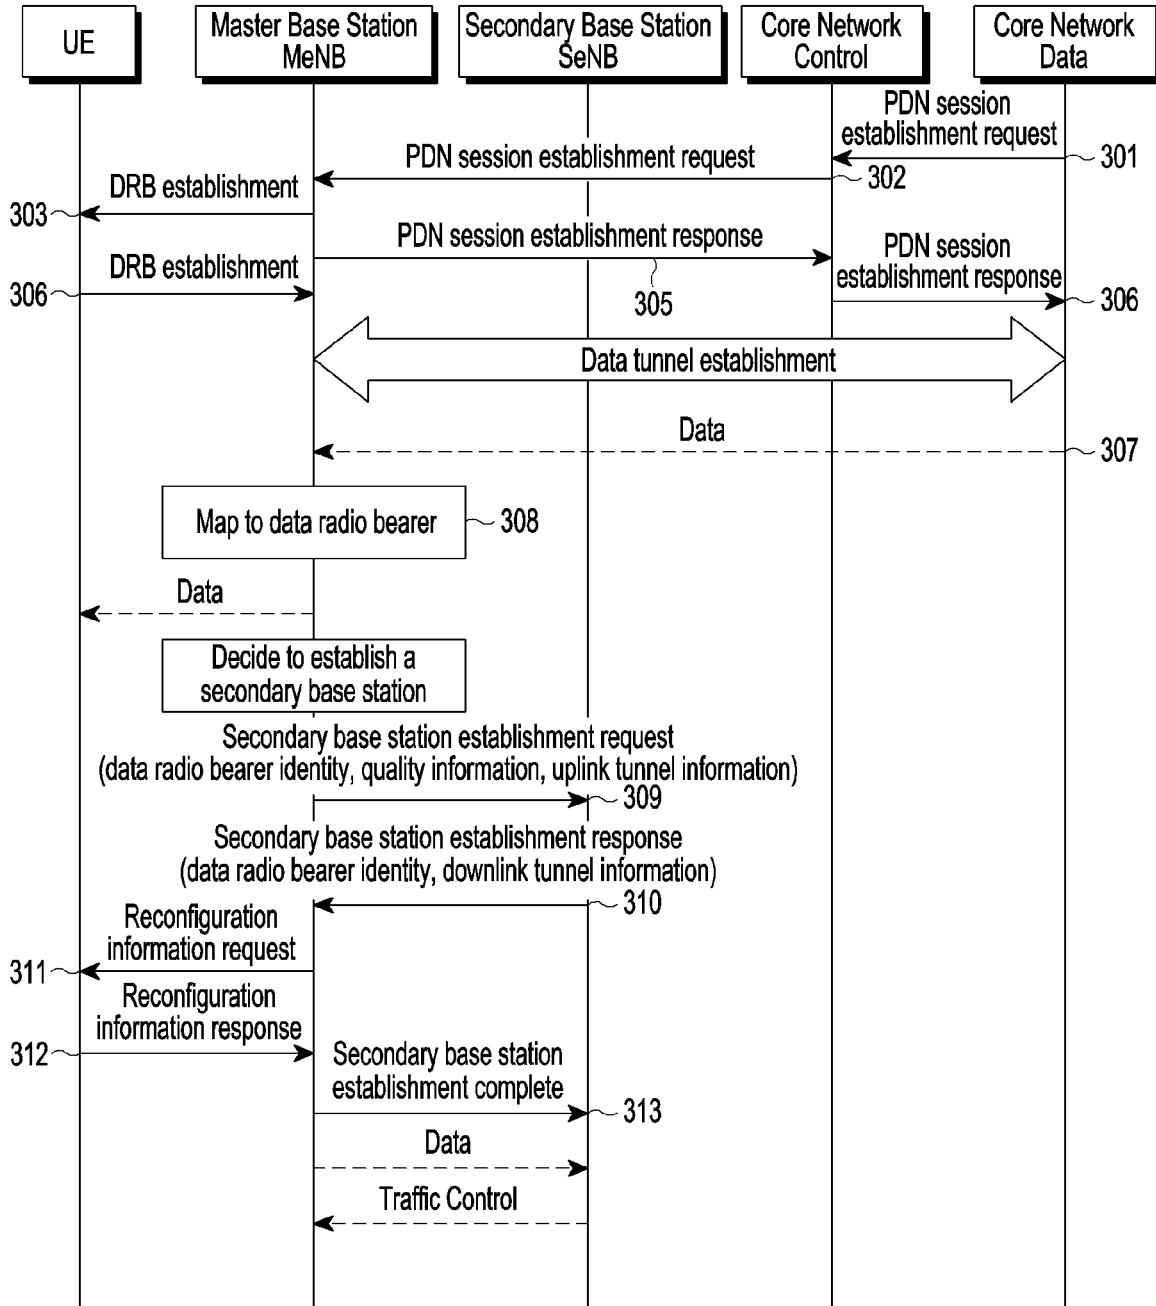 UE
Master Base Station
MeNB
Secondary Base Station
SeNB
Core Network
Control
Core Network
Data
PDN session
establishment request
301
PDN session establishment request
302
DRB establishment
303
PDN session establishment response
305
PDN session
establishment response
306
DRB establishment
306
Data tunnel establishment
Data
307
Map to data radio bearer
308
Data
Decide to establish a
secondary base station
Secondary base station establishment request
(data radio bearer identity, quality information, uplink tunnel information)
309
Secondary base station establishment response
(data radio bearer identity, downlink tunnel information)
310
Reconfiguration
information request
311
Reconfiguration
information response
312
Secondary base station
establishment complete
313
Data
Traffic Control